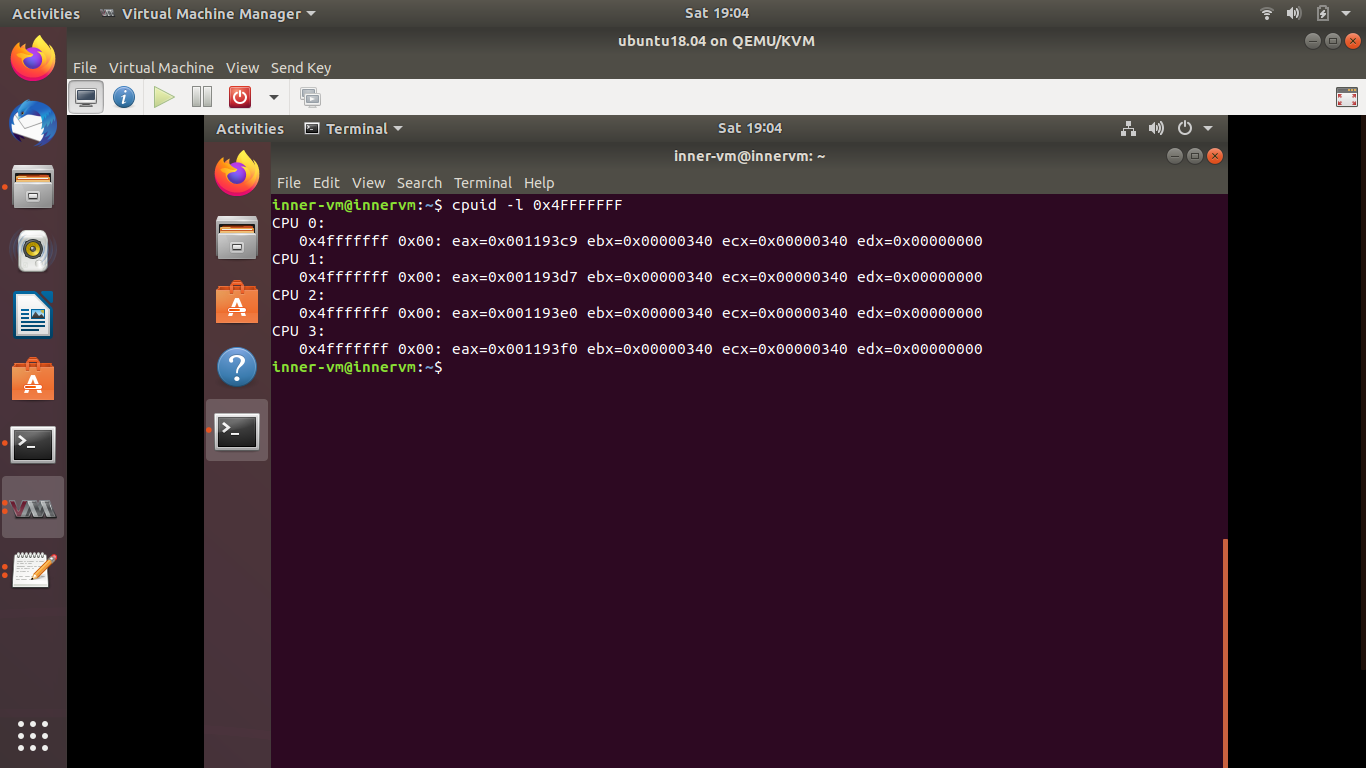 Activities Virtual Machine Manager Sat 19:04
ubuntu18.04 on QEMU/KVM
File Virtual Machine View Send Key
Activities Terminal Sat 19:04
inner-vm@innervm: ~
File Edit View Search Terminal Help
inner-vm@innervm:~$ cpuid -l 0x4FFFFFFF
CPU 0:
   0x4fffffff 0x00: eax=0x001193c9 ebx=0x00000340 ecx=0x00000340 edx=0x00000000
CPU 1:
   0x4fffffff 0x00: eax=0x001193d7 ebx=0x00000340 ecx=0x00000340 edx=0x00000000
CPU 2:
   0x4fffffff 0x00: eax=0x001193e0 ebx=0x00000340 ecx=0x00000340 edx=0x00000000
CPU 3:
   0x4fffffff 0x00: eax=0x001193f0 ebx=0x00000340 ecx=0x00000340 edx=0x00000000
inner-vm@innervm:~$